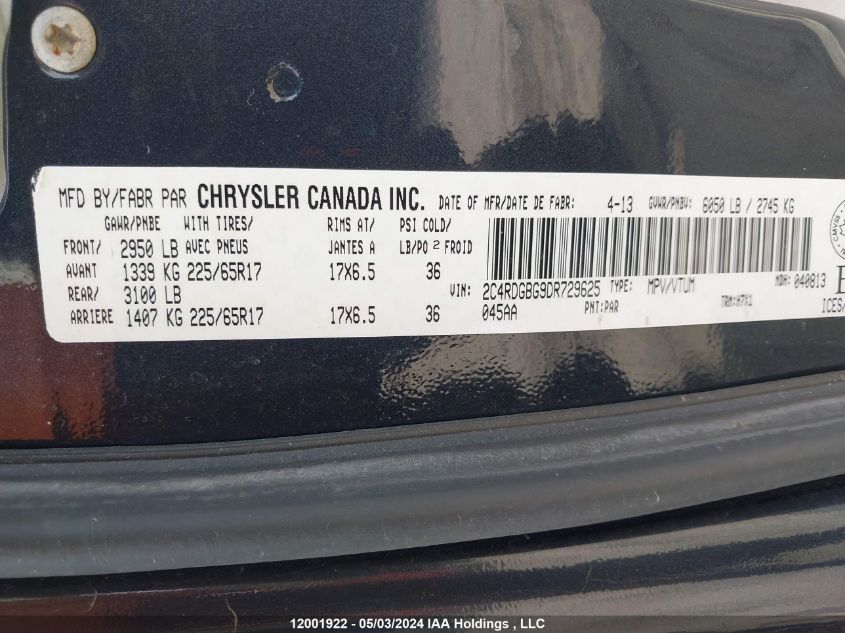 MFD BY/FABR PAR CHRYSLER CANADA INC. DATE OF MFR/DATE DE FABR: 4-13 GVWR/PNBV: 6050 LB / 2745 KG
GAWR/PNBE WITH TIRES/ RIMS AT/ PSI COLD/
FRONT/ 2950 LB AVEC PNEUS JANTES A LB/PO 2 FROID
AVANT 1339 KG 225/65R17 17X6.5 36
REAR/ 3100 LB
ARRIERE 1407 KG 225/65R17 17X6.5 36
VIN: 2C4RDGBG9DR729625 TYPE: MPV/VTUM MDH: 040813
045AA PNT:PAR TRM:H7X1
ICES/
12001922 - 05/03/2024 IAA Holdings , LLC